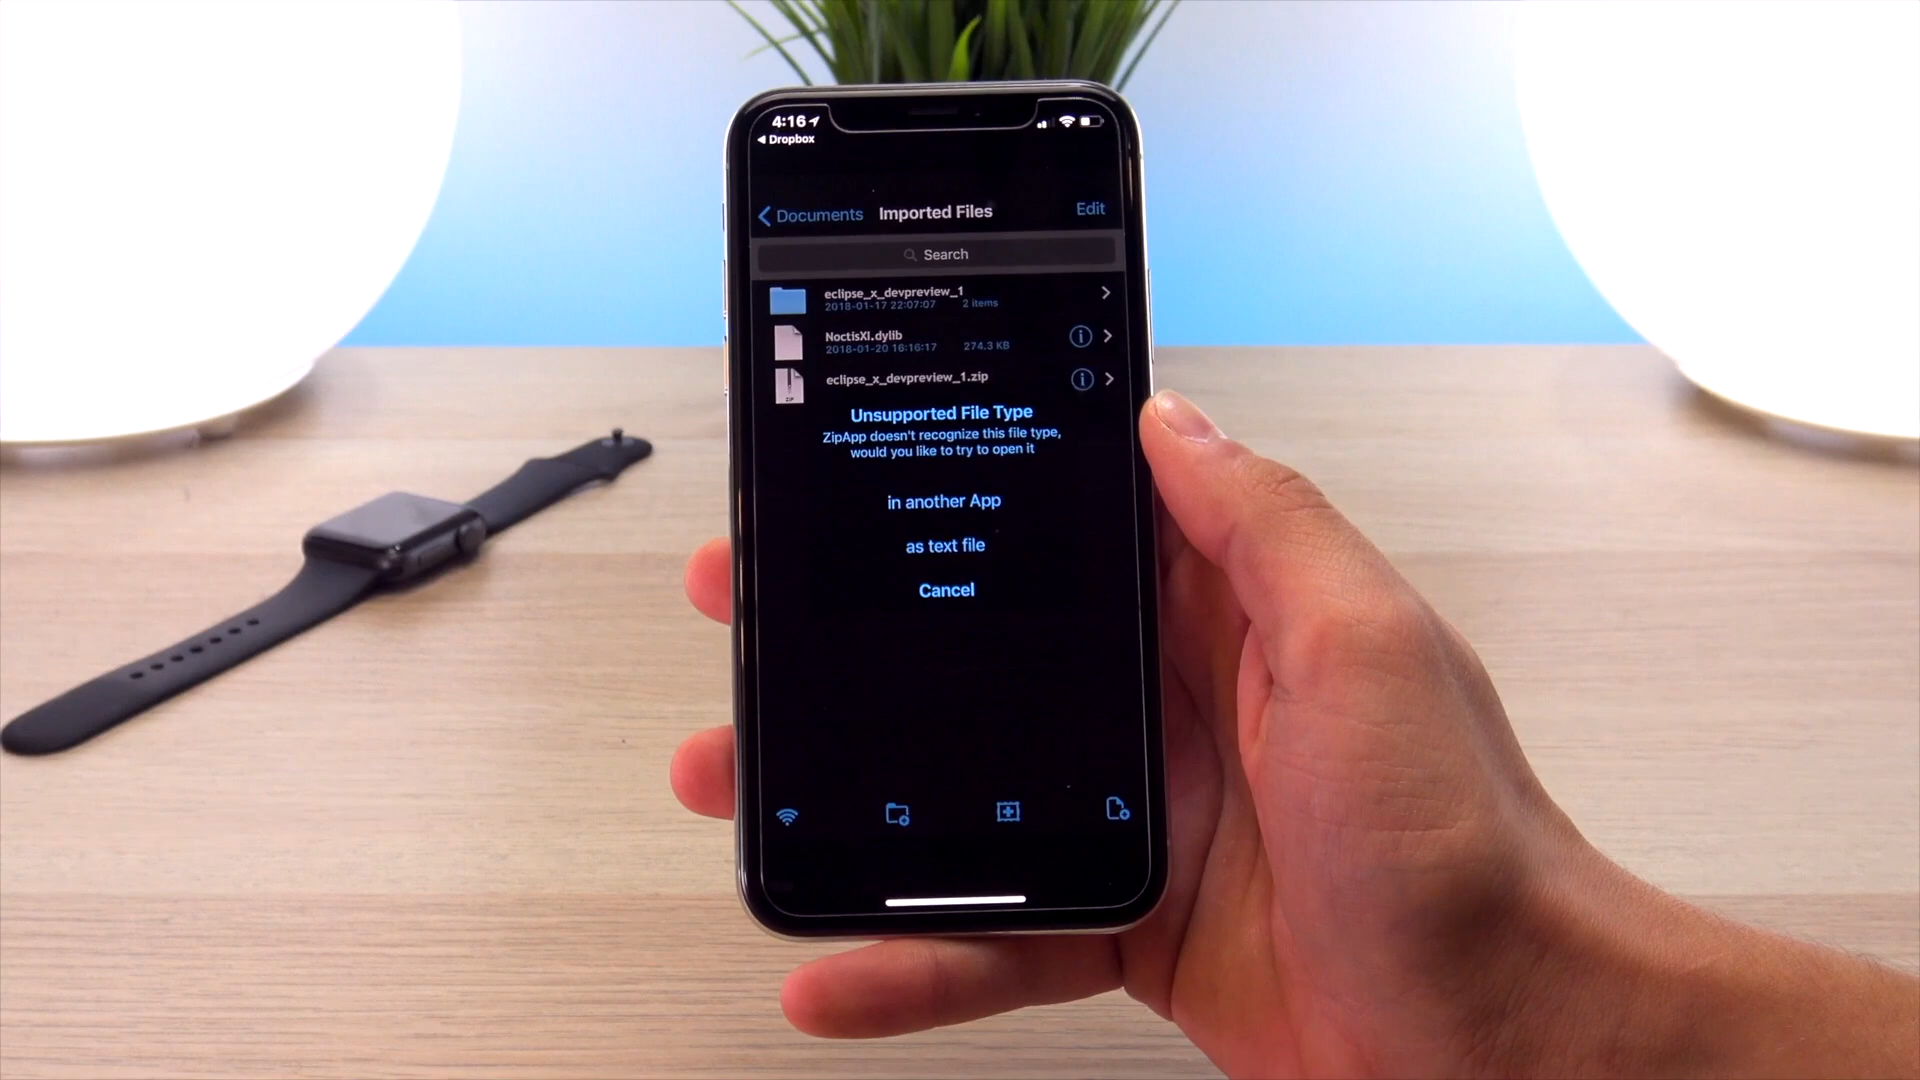 4:16
Dropbox
Documents Imported Files Edit
Search
eclipse_x_devpreview_1
2018-01-17 22:07:07 2 items
NoctisXI.dylib
2018-01-20 16:16:17 274.3 KB
eclipse_x_devpreview_1.zip
ZIP
Unsupported File Type
ZipApp doesn't recognize this file type,
would you like to try to open it
in another App
as text file
Cancel